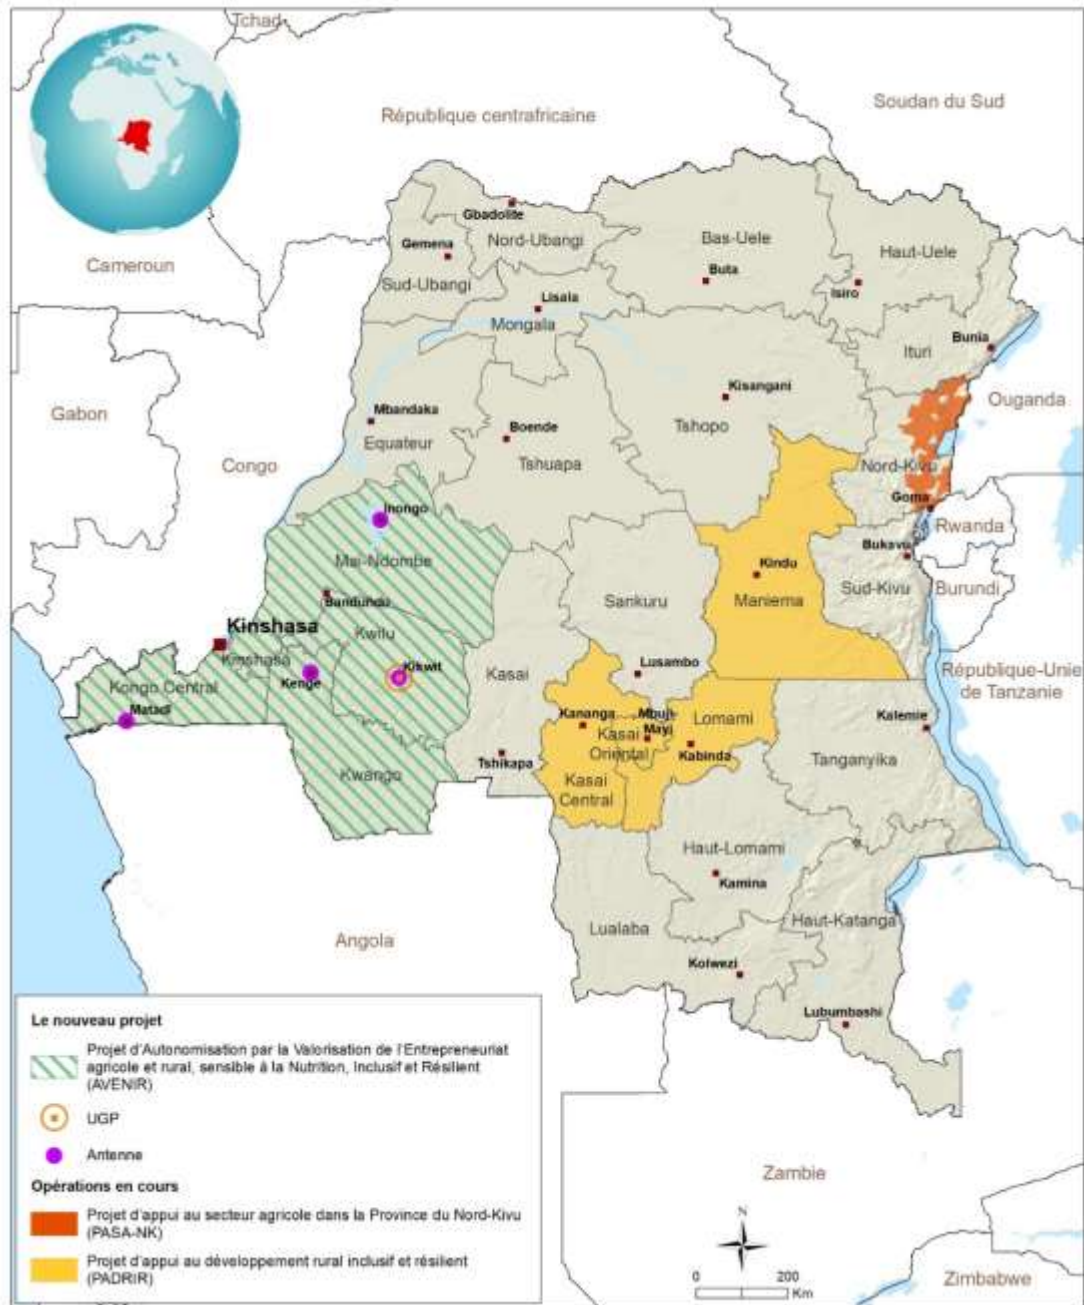 Tchad
Soudan du Sud
République centrafricaine
Gbadolite
Nord-Ubangi
Bas-Uele
Haut-Uele
Gemena
Cameroun
Sud-Ubangi
Buta
Isiro
Lisala
Mongala
Bunia
Ituri
Gabon
Kisangani
Ouganda
Mbandaka
Equateur
Boende
Tshopo
Congo
Tshuapa
Nord-Kivu
Goma
Inongo
Rwanda
Bukavu
Mai-Ndombe
Kindu
Sud-Kivu
Burundi
Bandundu
Sankuru
Maniema
Kinshasa
Kwilu
Kinshasa
Kikwit
Kasai
Lusambo
République-Unie
de Tanzanie
Kongo Central
Kenge
Matadi
Kananga
Mbuji-
Mayi
Lomami
Kalemie
Kasai
Oriental
Kabinda
Tshikapa
Tanganyika
Kwango
Kasai
Central
Haut-Lomami
Kamina
Lualaba
Haut-Katanga
Angola
Kolwezi
Lubumbashi
Zambie
Zimbabwe
Le nouveau projet
Projet d'Autonomisation par la Valorisation de l'Entrepreneuriat
agricole et rural, sensible à la Nutrition, Inclusif et Résilient
(AVENIR)
UGP
Antenne
Opérations en cours
Projet d'appui au secteur agricole dans la Province du Nord-Kivu
(PASA-NK)
Projet d'appui au développement rural inclusif et résilient
(PADRIR)
N
0 200
Km